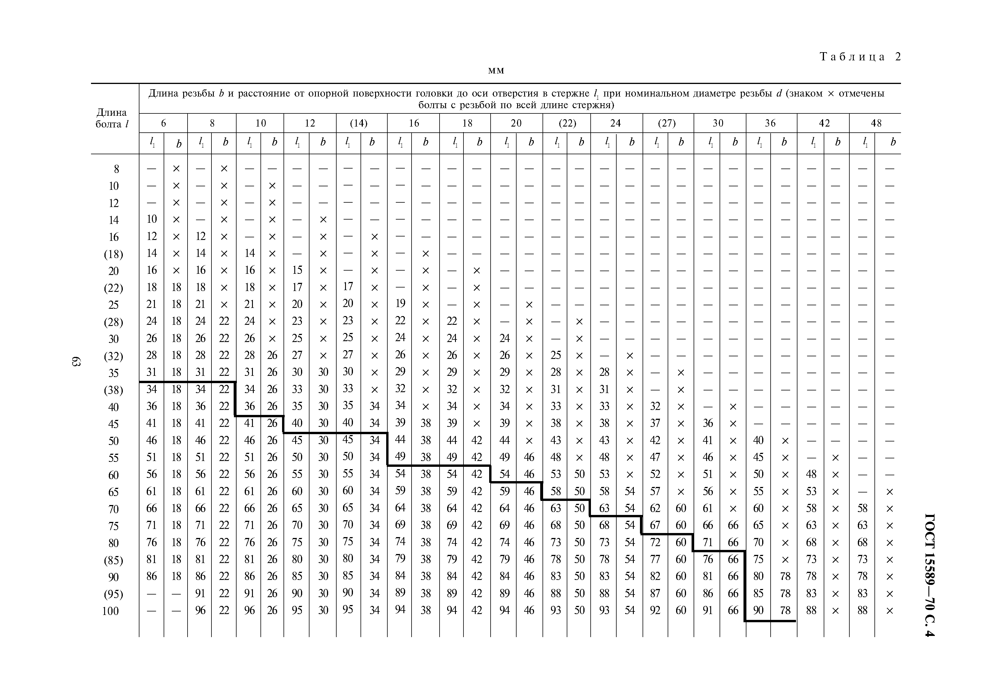 Таблица 2
мм
Длина болта l
Длина резьбы b и расстояние от опорной поверхности головки до оси отверстия в стержне l₁ при номинальном диаметре резьбы d (знаком × отмечены
болты с резьбой по всей длине стержня)
6 8 10 12 (14) 16 18 20 (22) 24 (27) 30 36 42 48
l₁ b l₁ b l₁ b l₁ b l₁ b l₁ b l₁ b l₁ b l₁ b l₁ b l₁ b l₁ b l₁ b l₁ b l₁ b
8 — × — × — — — — — — — — — — — — — — — — — — — — — — — — — —
10 — × — × — × — — — — — — — — — — — — — — — — — — — — — — — —
12 — × — × — × — — — — — — — — — — — — — — — — — — — — — — — —
14 10 × — × — × — × — — — — — — — — — — — — — — — — — — — — — —
16 12 × 12 × — × — × — × — — — — — — — — — — — — — — — — — — — —
(18) 14 × 14 × 14 × — × — × — × — — — — — — — — — — — — — — — — — —
20 16 × 16 × 16 × 15 × — × — × — × — — — — — — — — — — — — — — — —
(22) 18 18 18 × 18 × 17 × 17 × — × — × — — — — — — — — — — — — — — — —
25 21 18 21 × 21 × 20 × 20 × 19 × — × — × — — — — — — — — — — — — — —
(28) 24 18 24 22 24 × 23 × 23 × 22 × 22 × — × — × — — — — — — — — — — — —
30 26 18 26 22 26 × 25 × 25 × 24 × 24 × 24 × — × — — — — — — — — — — — —
(32) 28 18 28 22 28 26 27 × 27 × 26 × 26 × 26 × 25 × — × — — — — — — — — — —
35 31 18 31 22 31 26 30 30 30 × 29 × 29 × 29 × 28 × 28 × — × — — — — — — — —
(38) 34 18 34 22 34 26 33 30 33 × 32 × 32 × 32 × 31 × 31 × — × — — — — — — — —
40 36 18 36 22 36 26 35 30 35 34 34 × 34 × 34 × 33 × 33 × 32 × — × — — — — — —
45 41 18 41 22 41 26 40 30 40 34 39 38 39 × 39 × 38 × 38 × 37 × 36 × — — — — — —
50 46 18 46 22 46 26 45 30 45 34 44 38 44 42 44 × 43 × 43 × 42 × 41 × 40 × — — — —
55 51 18 51 22 51 26 50 30 50 34 49 38 49 42 49 46 48 × 48 × 47 × 46 × 45 × — × — —
60 56 18 56 22 56 26 55 30 55 34 54 38 54 42 54 46 53 50 53 × 52 × 51 × 50 × 48 × — —
65 61 18 61 22 61 26 60 30 60 34 59 38 59 42 59 46 58 50 58 54 57 × 56 × 55 × 53 × — ×
70 66 18 66 22 66 26 65 30 65 34 64 38 64 42 64 46 63 50 63 54 62 60 61 × 60 × 58 × 58 ×
75 71 18 71 22 71 26 70 30 70 34 69 38 69 42 69 46 68 50 68 54 67 60 66 66 65 × 63 × 63 ×
80 76 18 76 22 76 26 75 30 75 34 74 38 74 42 74 46 73 50 73 54 72 60 71 66 70 × 68 × 68 ×
(85) 81 18 81 22 81 26 80 30 80 34 79 38 79 42 79 46 78 50 78 54 77 60 76 66 75 × 73 × 73 ×
90 86 18 86 22 86 26 85 30 85 34 84 38 84 42 84 46 83 50 83 54 82 60 81 66 80 78 78 × 78 ×
(95) — — 91 22 91 26 90 30 90 34 89 38 89 42 89 46 88 50 88 54 87 60 86 66 85 78 83 × 83 ×
100 — — 96 22 96 26 95 30 95 34 94 38 94 42 94 46 93 50 93 54 92 60 91 66 90 78 88 × 88 ×
63
ГОСТ 15589—70 С. 4